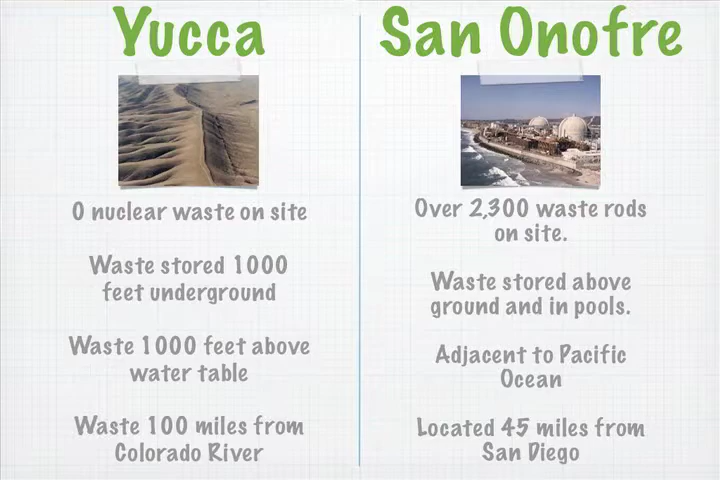 Yucca
0 nuclear waste on site
Waste stored 1000
feet underground
Waste 1000 feet above
water table
Waste 100 miles from
Colorado River
San Onofre
Over 2,300 waste rods
on site.
Waste stored above
ground and in pools.
Adjacent to Pacific
Ocean
Located 45 miles from
San Diego